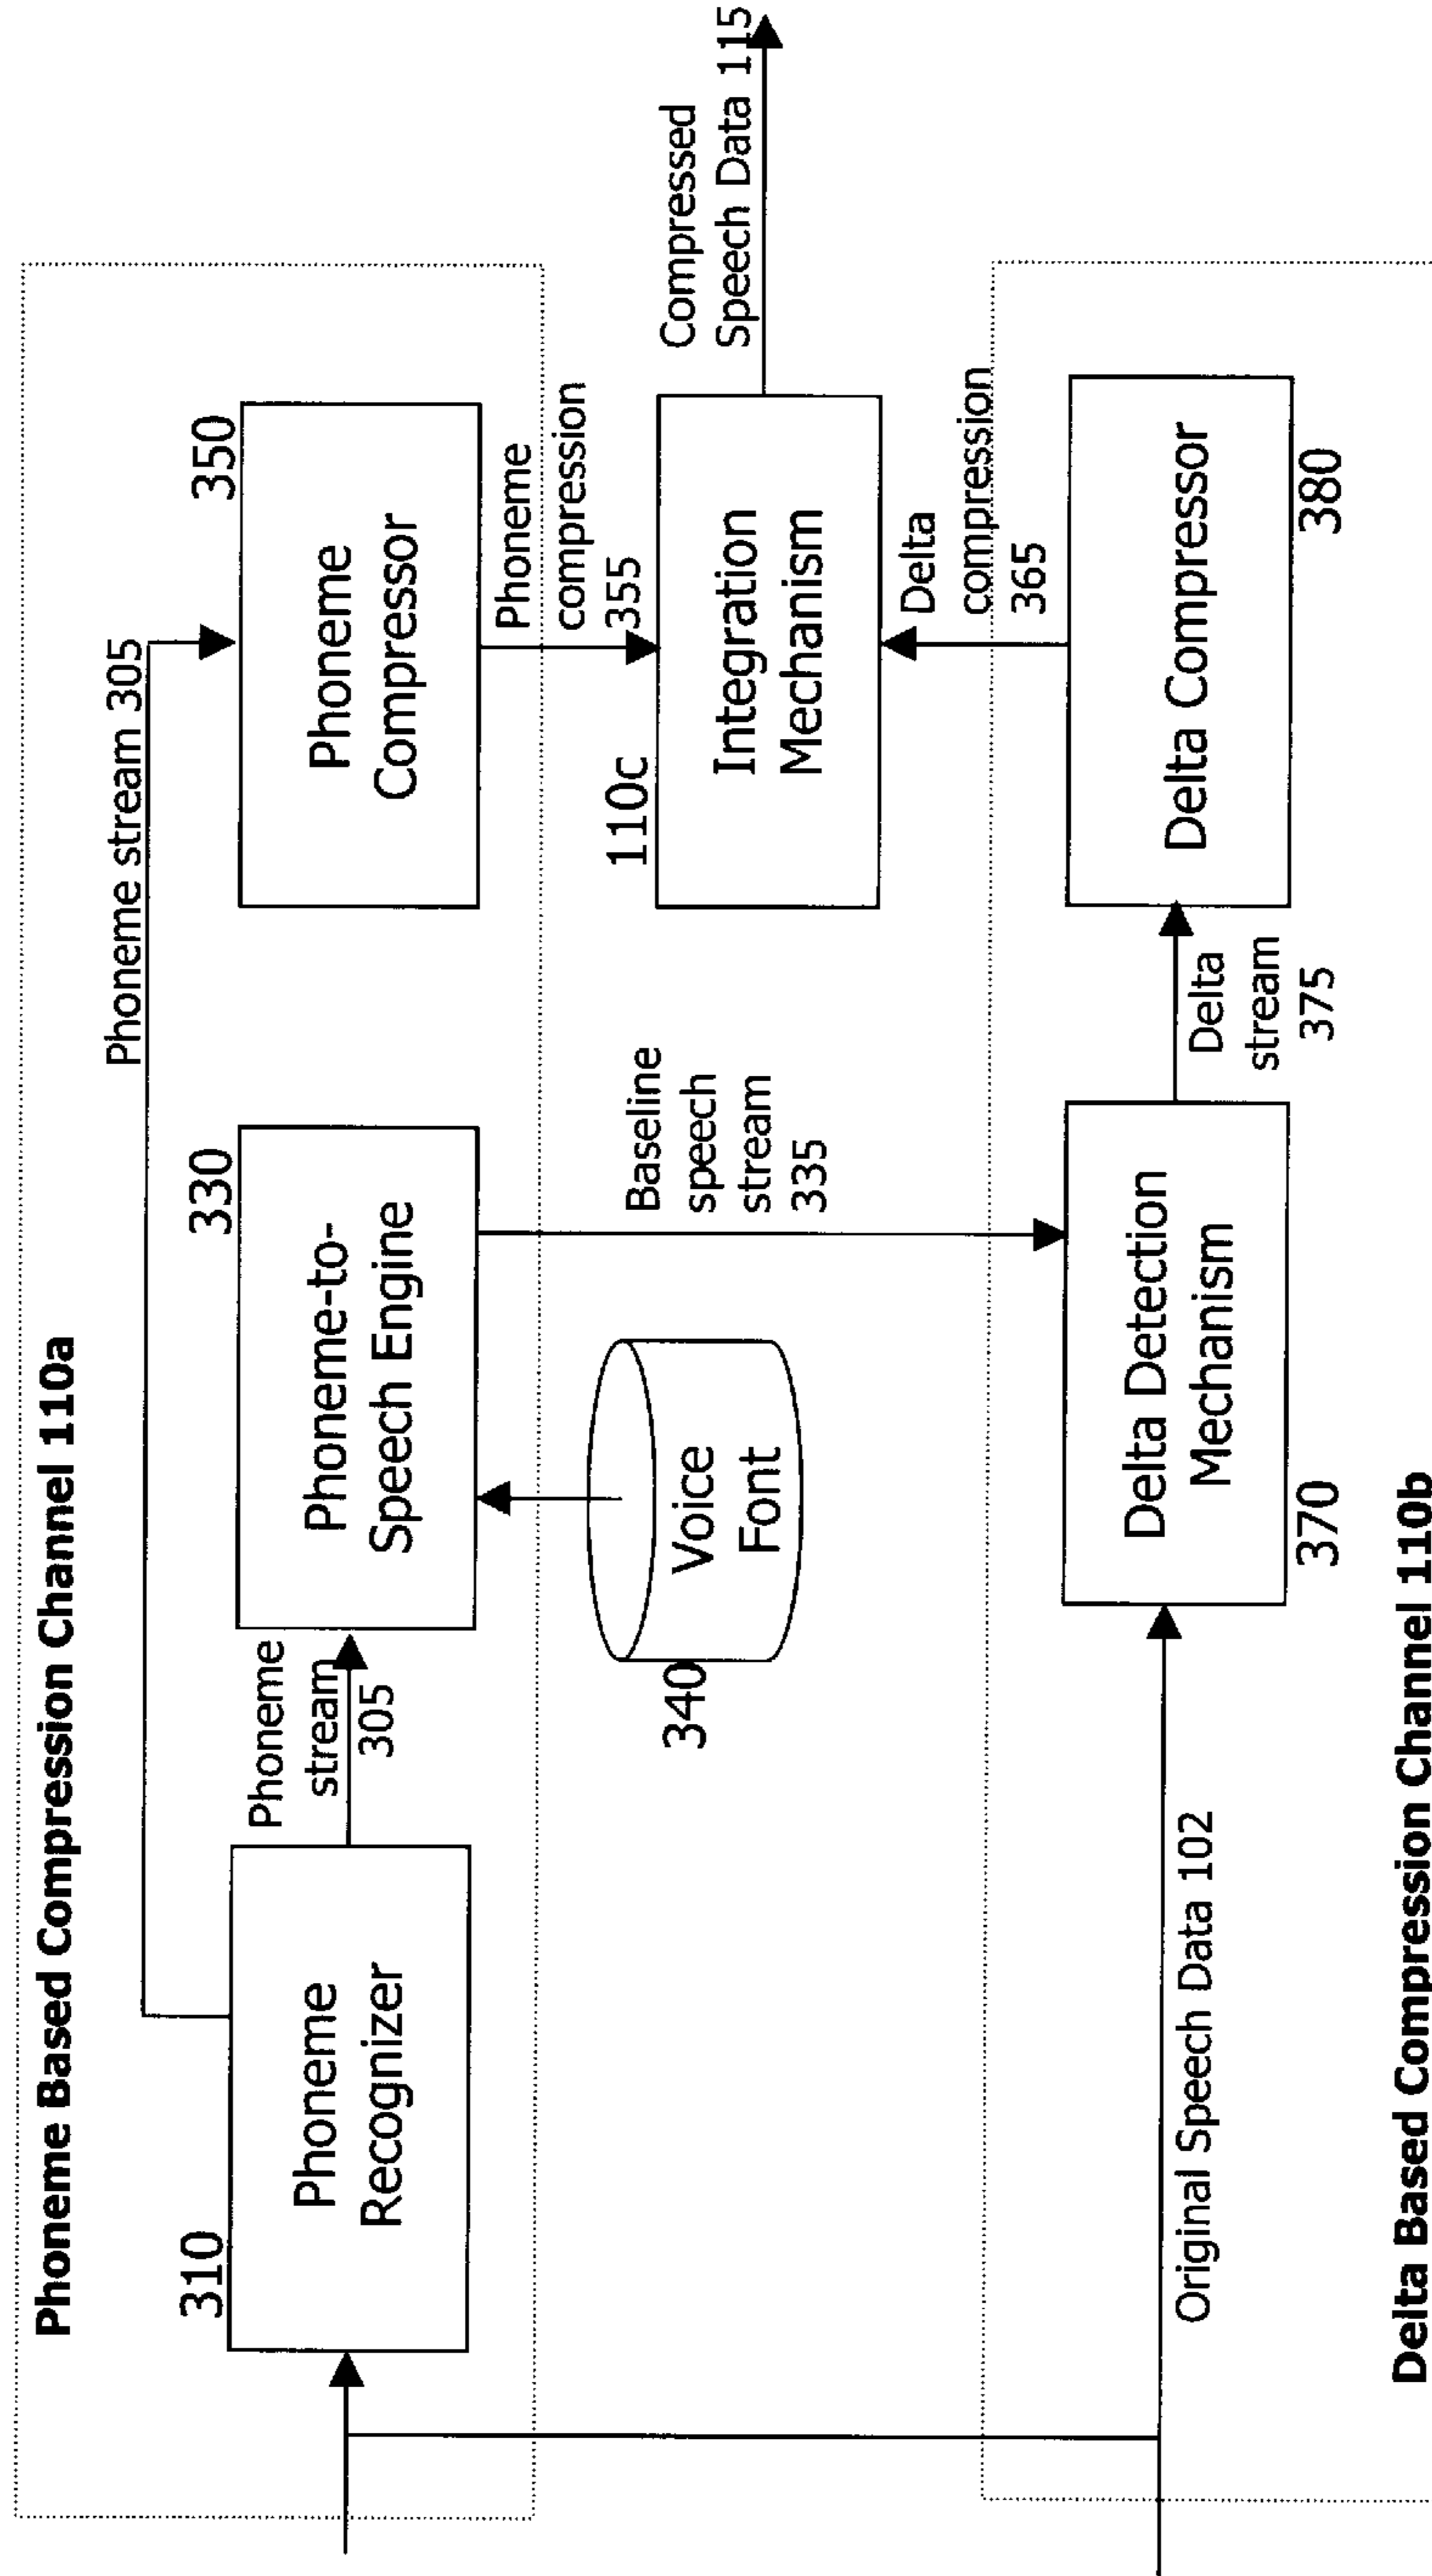 Phoneme Based Compression Channel 110a
Phoneme stream 305
310
Phoneme
Recognizer
Phoneme
stream
305
330
Phoneme-to-
Speech Engine
350
Phoneme
Compressor
340
Voice
Font
Baseline
speech
stream
335
Phoneme
compression
355
110c
Integration
Mechanism
Compressed
Speech Data 115
Delta
compression
365
Original Speech Data 102
Delta Detection
Mechanism
370
Delta
stream
375
Delta Compressor
380
Delta Based Compression Channel 110b